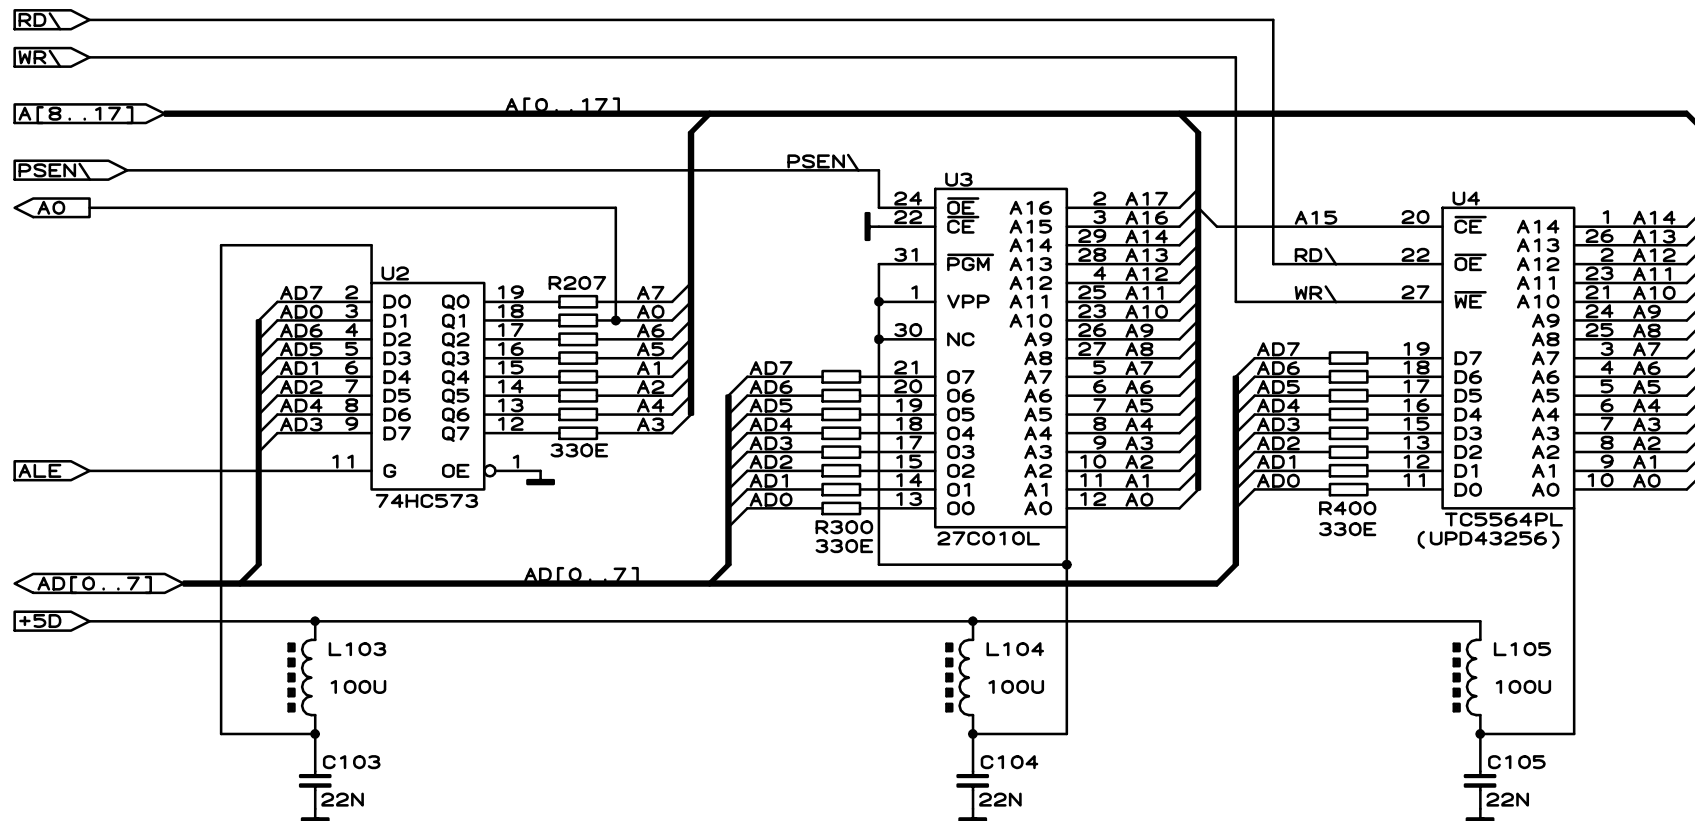 RD\
WR\
A[8..17]
A[0..17]
PSEN\
PSEN\
A0
ALE
AD[0..7]
AD[0..7]
+5D
U2
AD7 2 D0 Q0 19 R207 A7
AD0 3 D1 Q1 18 A0
AD6 4 D2 Q2 17 A6
AD5 5 D3 Q3 16 A5
AD1 6 D4 Q4 15 A1
AD2 7 D5 Q5 14 A2
AD4 8 D6 Q6 13 A4
AD3 9 D7 Q7 12 A3
330E
11 G OE 1
74HC573
U3
24 OE A16 2 A17
22 CE A15 3 A16
A14 29 A14
31 PGM A13 28 A13
A12 4 A12
1 VPP A11 25 A11
A10 23 A10
30 NC A9 26 A9
A8 27 A8
AD7 21 O7 A7 5 A7
AD6 20 O6 A6 6 A6
AD5 19 O5 A5 7 A5
AD4 18 O4 A4 8 A4
AD3 17 O3 A3 9 A3
AD2 15 O2 A2 10 A2
AD1 14 O1 A1 11 A1
AD0 13 O0 A0 12 A0
R300
330E
27C010L
U4
A15 20 CE A14 1 A14
A13 26 A13
RD\ 22 OE A12 2 A12
A11 23 A11
WR\ 27 WE A10 21 A10
A9 24 A9
A8 25 A8
AD7 19 D7 A7 3 A7
AD6 18 D6 A6 4 A6
AD5 17 D5 A5 5 A5
AD4 16 D4 A4 6 A4
AD3 15 D3 A3 7 A3
AD2 13 D2 A2 8 A2
AD1 12 D1 A1 9 A1
AD0 11 D0 A0 10 A0
R400
330E
TC5564PL
(UPD43256)
L103
100U
C103
22N
L104
100U
C104
22N
L105
100U
C105
22N